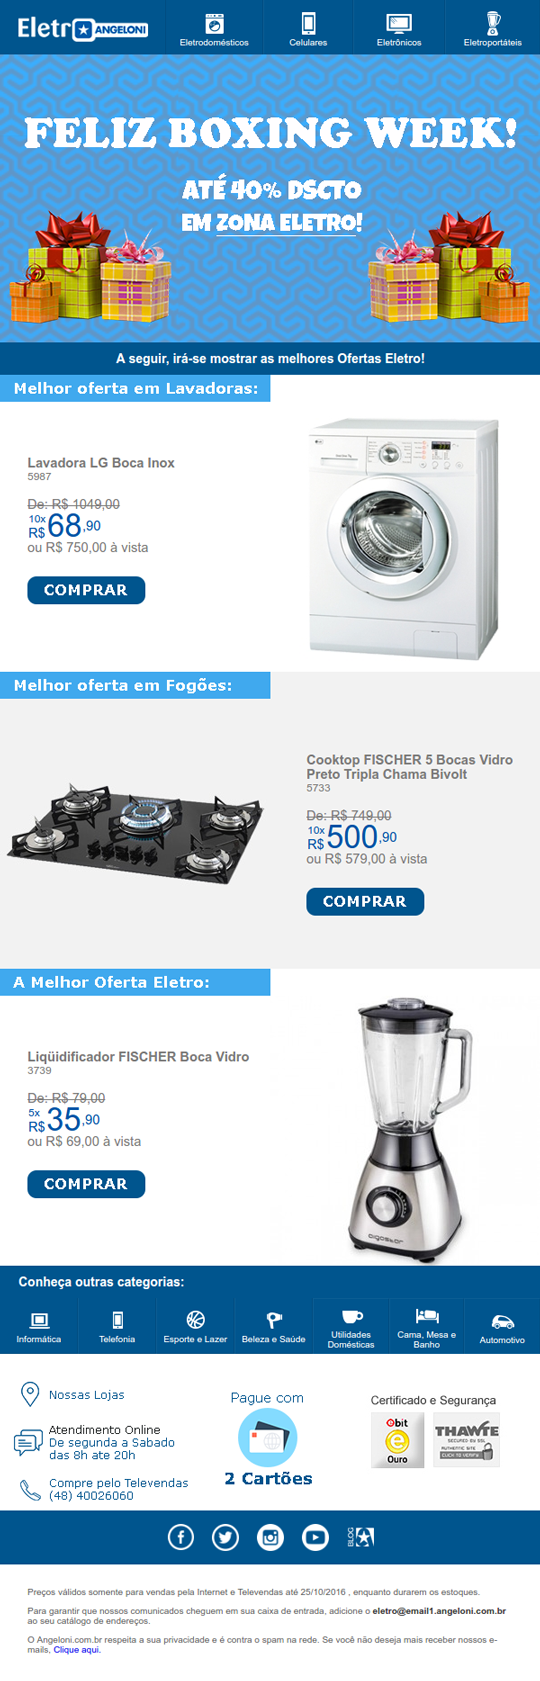 Eletr ANGELONI
Eletrodomésticos
Celulares
Eletrônicos
Eletroportáteis
FELIZ BOXING WEEK!
ATÉ 40% DSCTO
EM ZONA ELETRO!
A seguir, irá-se mostrar as melhores Ofertas Eletro!
Melhor oferta em Lavadoras:
Lavadora LG Boca Inox
5987
De: R$ 1049,00
10x
R$68,90
ou R$ 750,00 à vista
COMPRAR
Melhor oferta em Fogões:
Cooktop FISCHER 5 Bocas Vidro
Preto Tripla Chama Bivolt
5733
De: R$ 749,00
10x
R$500,90
ou R$ 579,00 à vista
COMPRAR
A Melhor Oferta Eletro:
Liqüidificador FISCHER Boca Vidro
3739
De: R$ 79,00
5x
R$35,90
ou R$ 69,00 à vista
COMPRAR
aigostar
Conheça outras categorias:
Informática
Telefonia
Esporte e Lazer
Beleza e Saúde
Utilidades
Domésticas
Cama, Mesa e
Banho
Automotivo
Nossas Lojas
Atendimento Online
De segunda a Sabado
das 8h ate 20h
Compre pelo Televendas
(48) 40026060
Pague com
2 Cartões
Certificado e Segurança
ebit
Ouro
THAWTE
SECURED BY SSL
AUTHENTIC SITE
CLICK TO VERIFY
BLOG
Preços válidos somente para vendas pela Internet e Televendas até 25/10/2016 , enquanto durarem os estoques.
Para garantir que nossos comunicados cheguem em sua caixa de entrada, adicione o eletro@email1.angeloni.com.br
ao seu catálogo de endereços.
O Angeloni.com.br respeita a sua privacidade e é contra o spam na rede. Se você não deseja mais receber nossos e-
mails, Clique aqui.